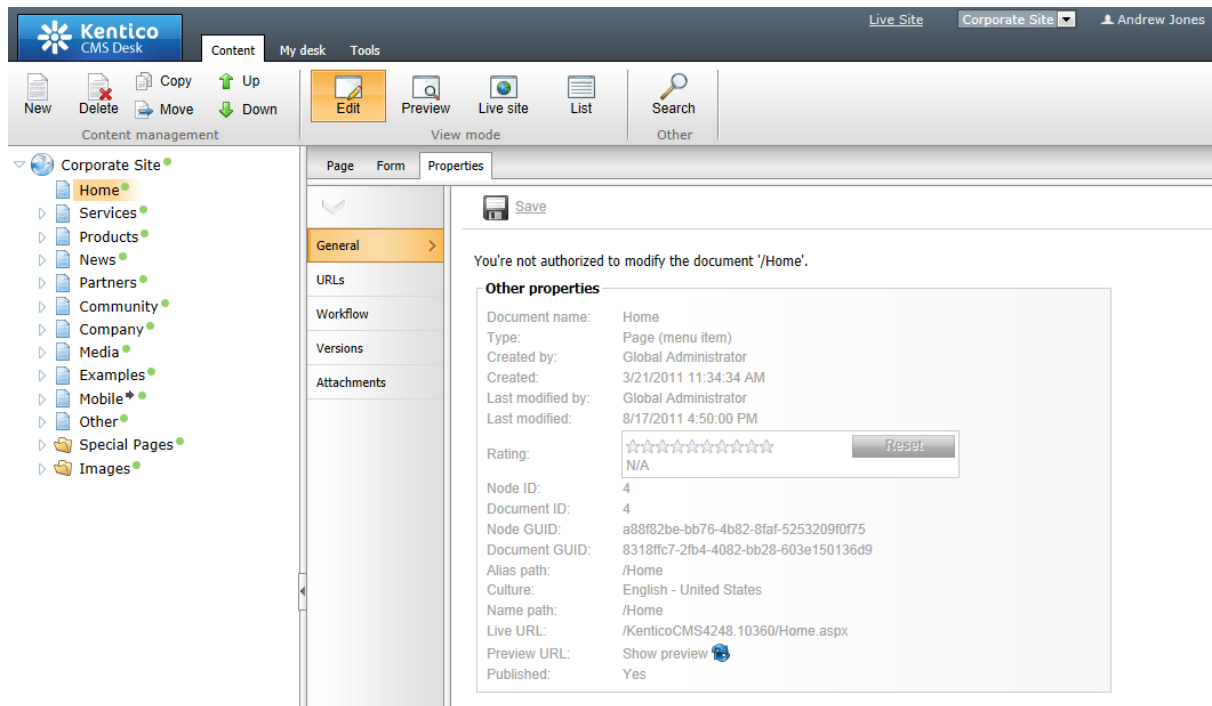 Kentico
CMS Desk
Content My desk Tools
Live Site Corporate Site Andrew Jones
New Delete Copy Move Up Down
Content management
Edit Preview Live site List
View mode
Search
Other
Corporate Site
Home
Services
Products
News
Partners
Community
Company
Media
Examples
Mobile
Other
Special Pages
Images
Page Form Properties
General
URLs
Workflow
Versions
Attachments
Save
You're not authorized to modify the document '/Home'.
Other properties
Document name: Home
Type: Page (menu item)
Created by: Global Administrator
Created: 3/21/2011 11:34:34 AM
Last modified by: Global Administrator
Last modified: 8/17/2011 4:50:00 PM
Rating: Reset
N/A
Node ID: 4
Document ID: 4
Node GUID: a88f82be-bb76-4b82-8faf-5253209f0f75
Document GUID: 8318ffc7-2fb4-4082-bb28-603e150136d9
Alias path: /Home
Culture: English - United States
Name path: /Home
Live URL: /KenticoCMS4248.10360/Home.aspx
Preview URL: Show preview
Published: Yes